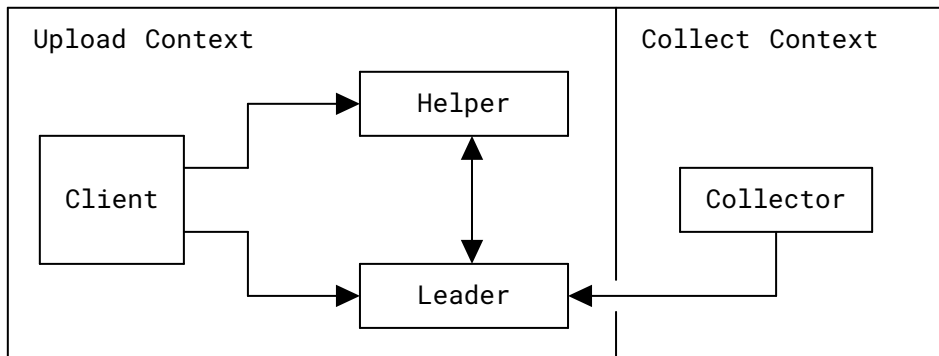 Upload Context
Collect Context
Helper
Client
Collector
Leader